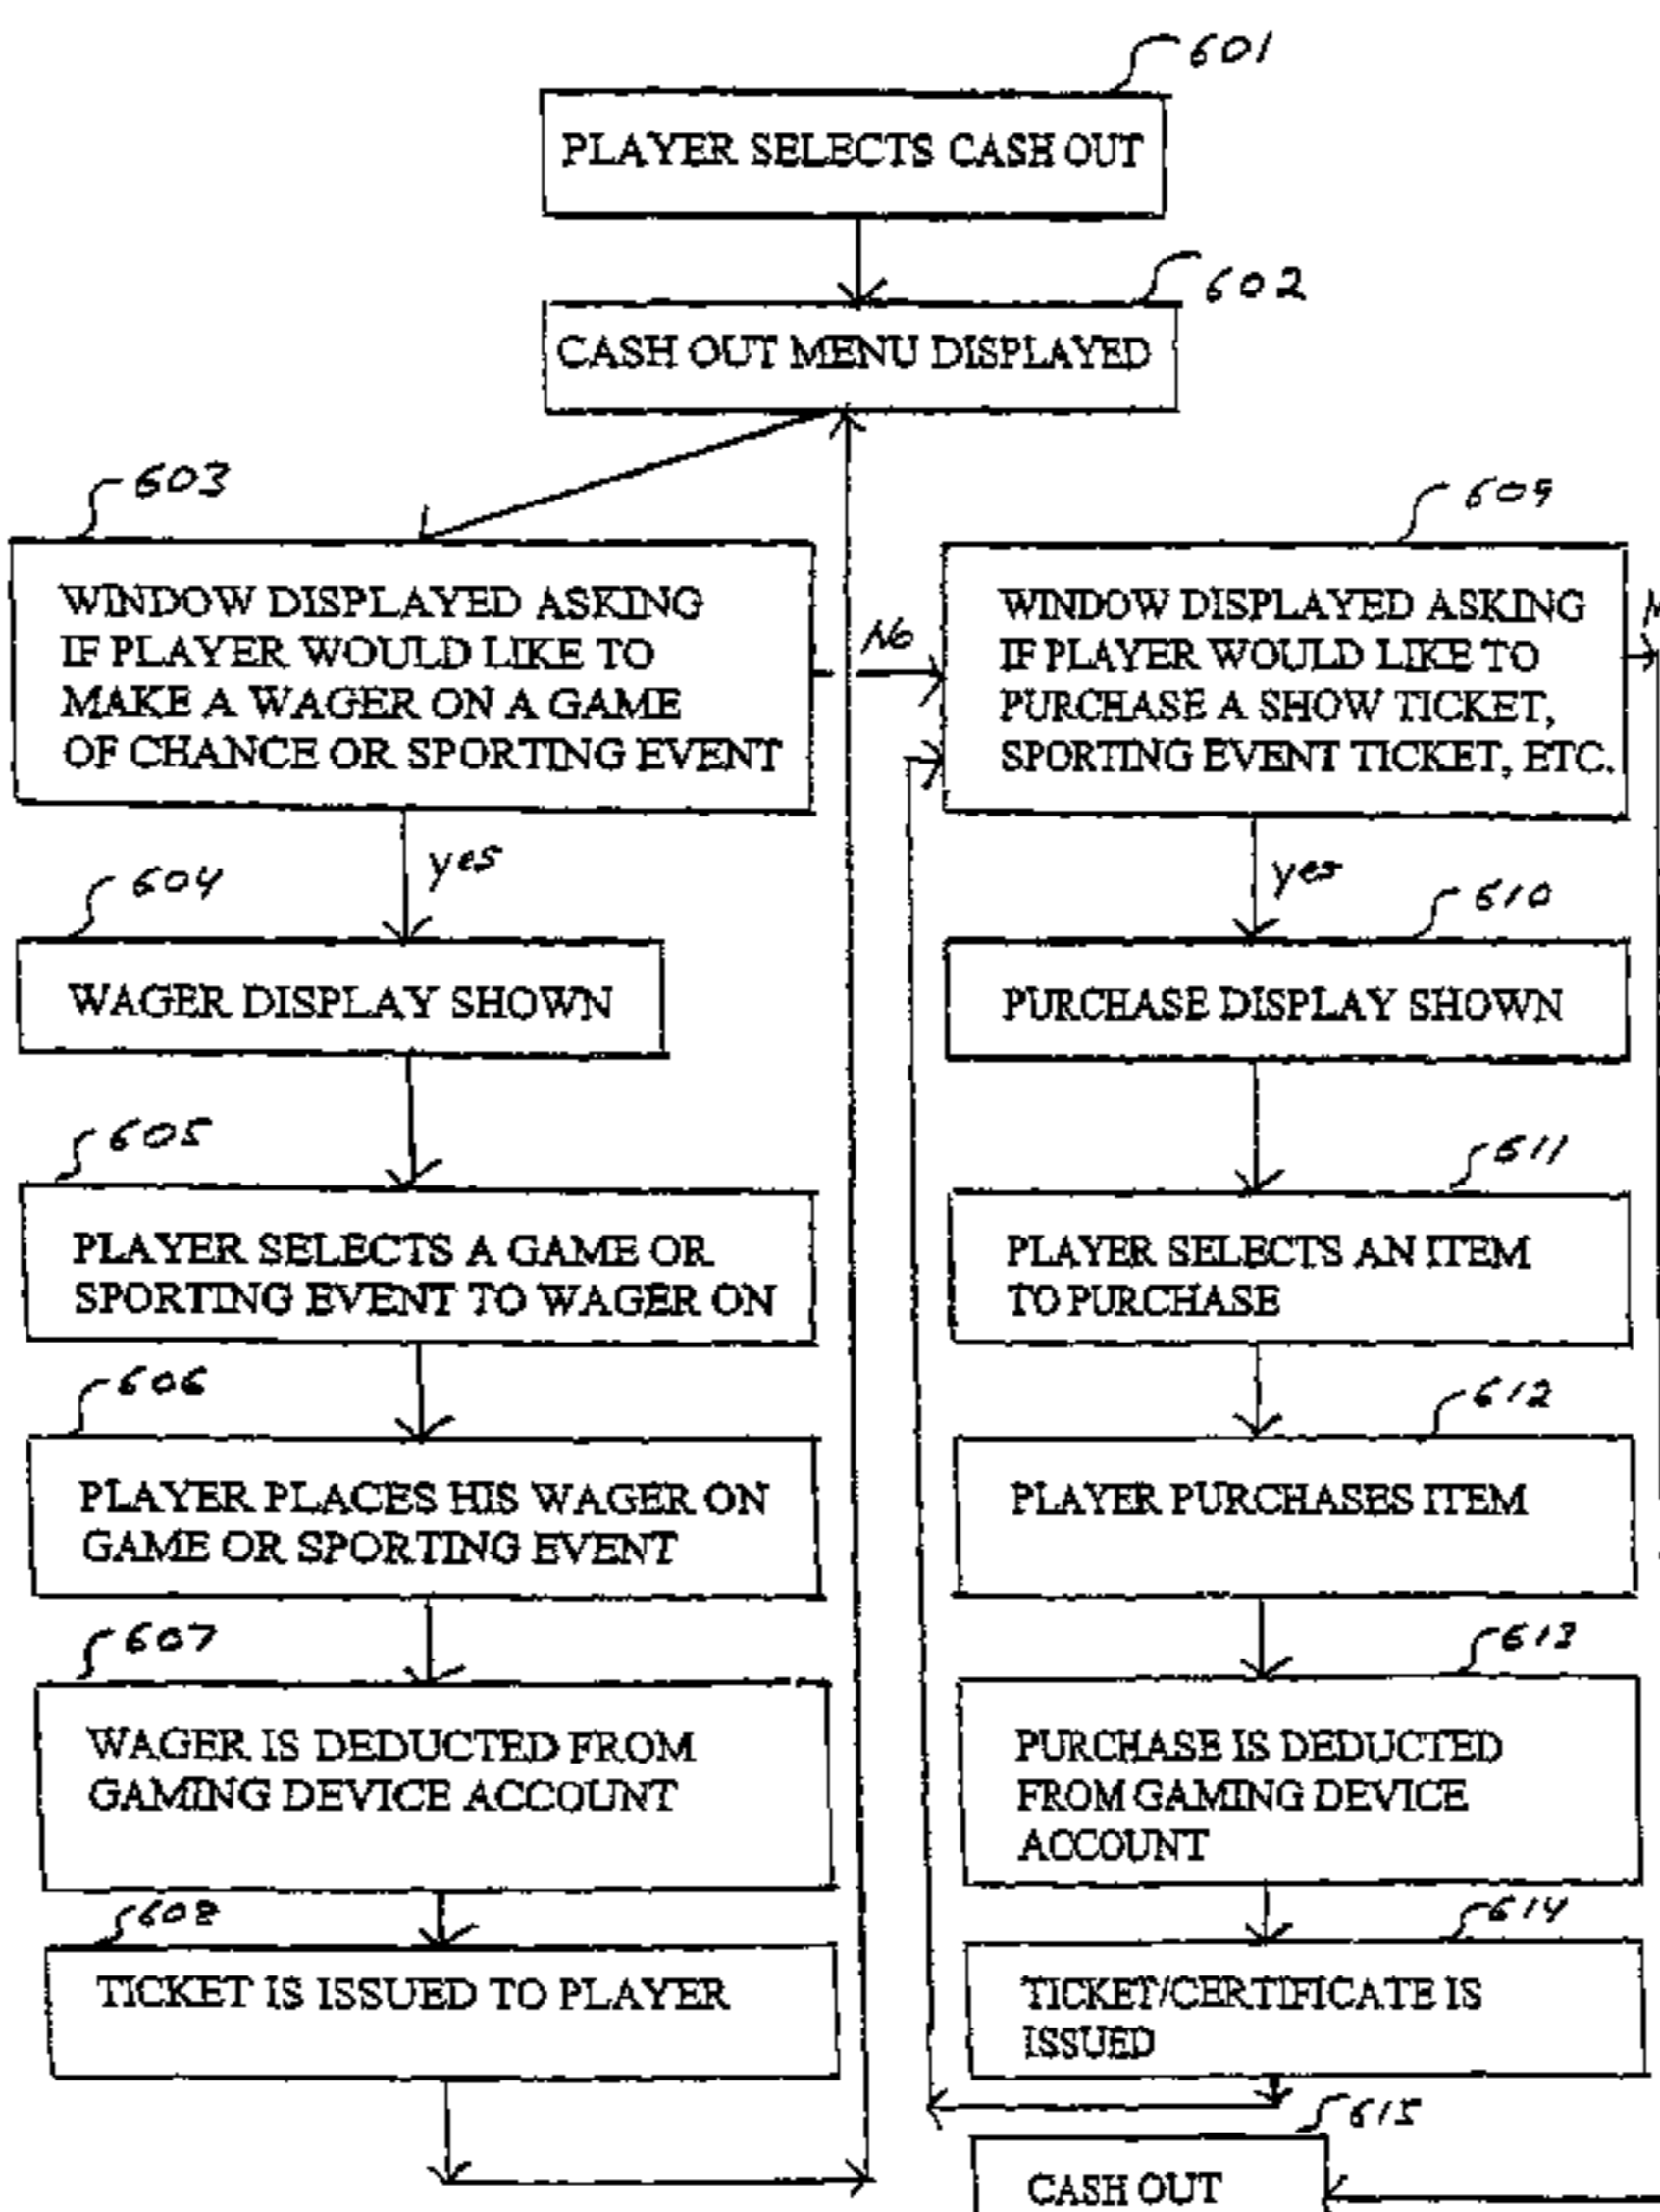 601
PLAYER SELECTS CASH OUT
602
CASH OUT MENU DISPLAYED
603
WINDOW DISPLAYED ASKING
IF PLAYER WOULD LIKE TO
MAKE A WAGER ON A GAME
OF CHANCE OR SPORTING EVENT
No
yes
604
WAGER DISPLAY SHOWN
605
PLAYER SELECTS A GAME OR
SPORTING EVENT TO WAGER ON
606
PLAYER PLACES HIS WAGER ON
GAME OR SPORTING EVENT
607
WAGER IS DEDUCTED FROM
GAMING DEVICE ACCOUNT
608
TICKET IS ISSUED TO PLAYER
609
WINDOW DISPLAYED ASKING
IF PLAYER WOULD LIKE TO
PURCHASE A SHOW TICKET,
SPORTING EVENT TICKET, ETC.
yes
610
PURCHASE DISPLAY SHOWN
611
PLAYER SELECTS AN ITEM
TO PURCHASE
612
PLAYER PURCHASES ITEM
613
PURCHASE IS DEDUCTED
FROM GAMING DEVICE
ACCOUNT
614
TICKET/CERTIFICATE IS
ISSUED
615
CASH OUT